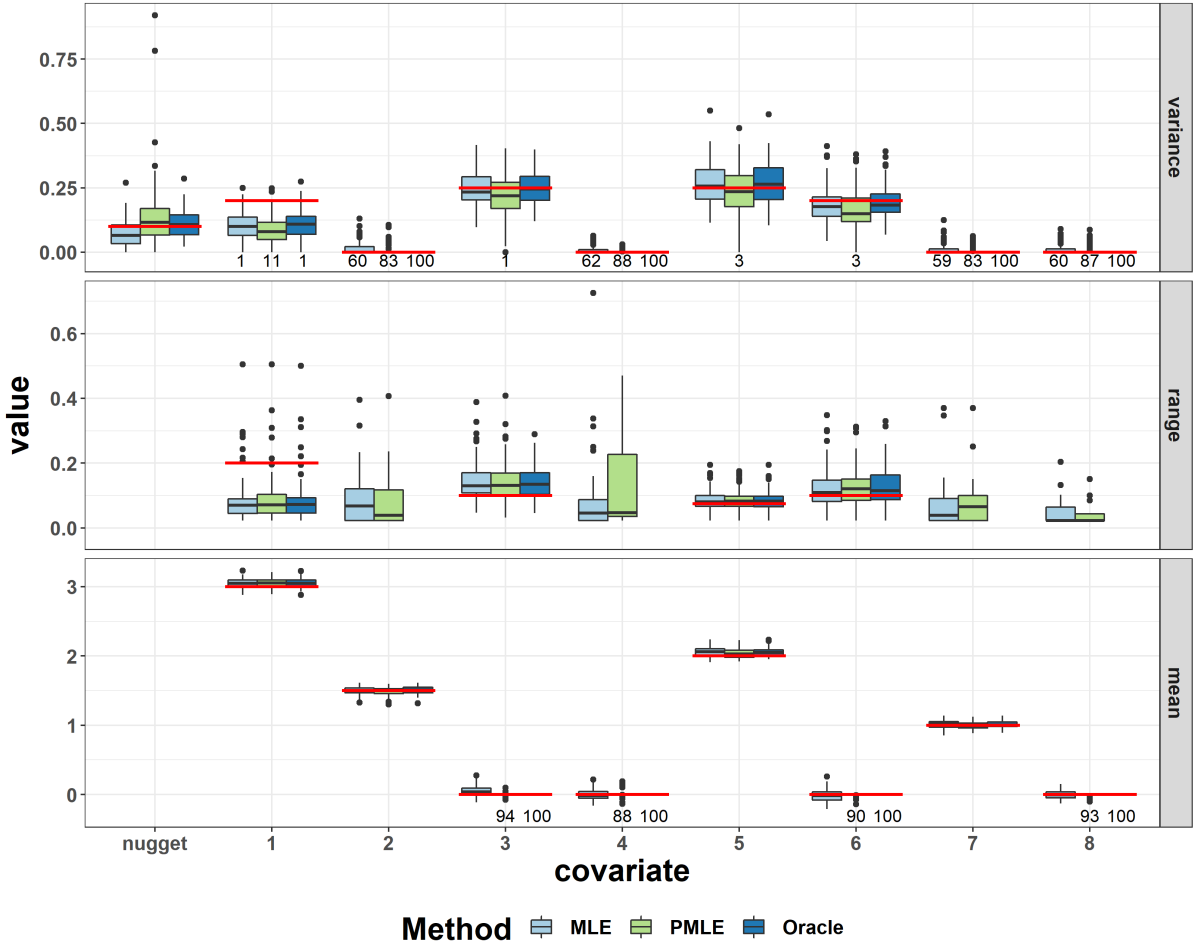 0.75
0.50
0.25
0.00
1 11 1 60 83 100 1 62 88 100 3 3 59 83 100 60 87 100
variance
0.6
0.4
0.2
0.0
range
value
3
2
1
0
94 100 88 100 90 100 93 100
mean
nugget 1 2 3 4 5 6 7 8
covariate
Method MLE PMLE Oracle